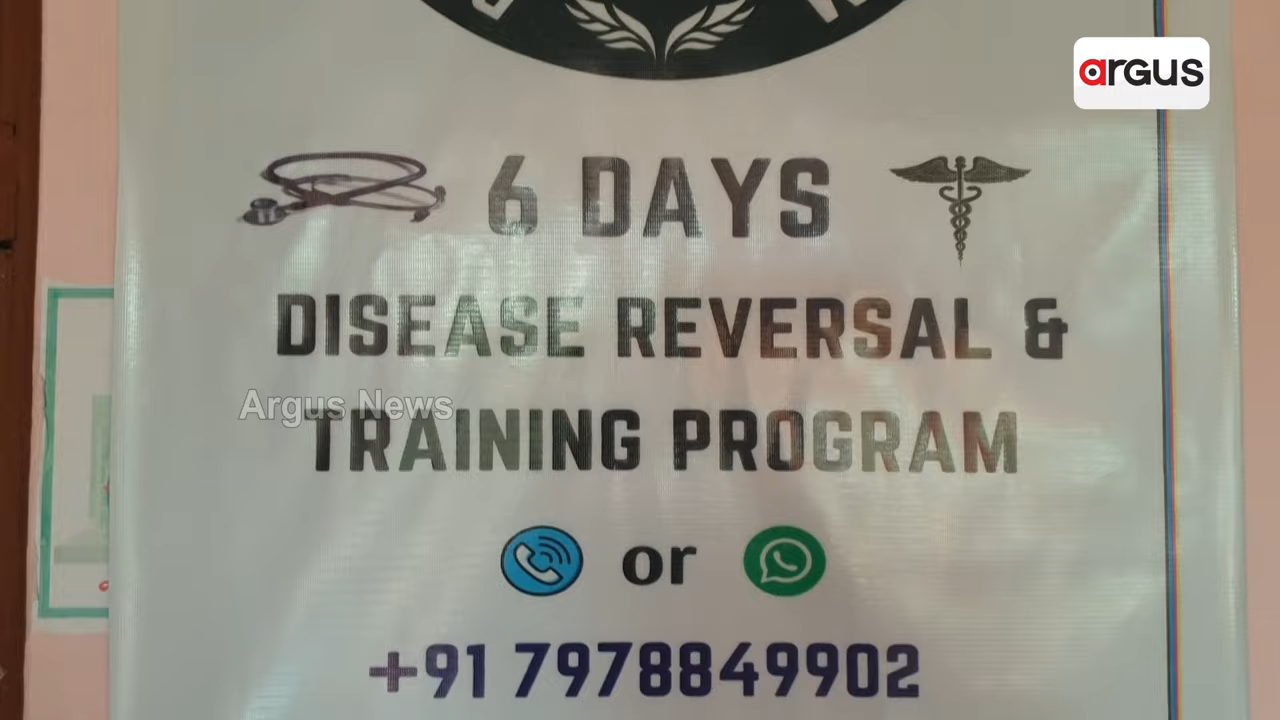 argus
6 DAYS
DISEASE REVERSAL &
Argus News
TRAINING PROGRAM
or
+91 7978849902